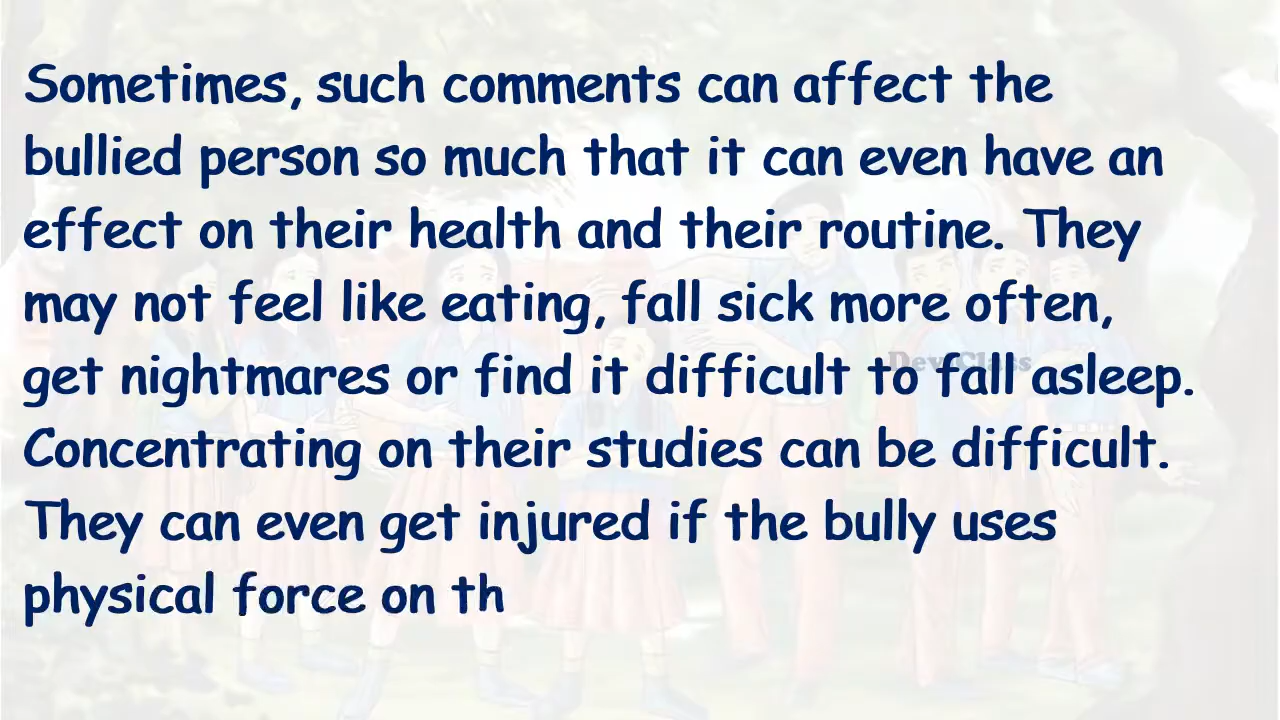 Sometimes, such comments can affect the
bullied person so much that it can even have an
effect on their health and their routine. They
may not feel like eating, fall sick more often,
Dev Class
get nightmares or find it difficult to fall asleep.
Concentrating on their studies can be difficult.
They can even get injured if the bully uses
physical force on th